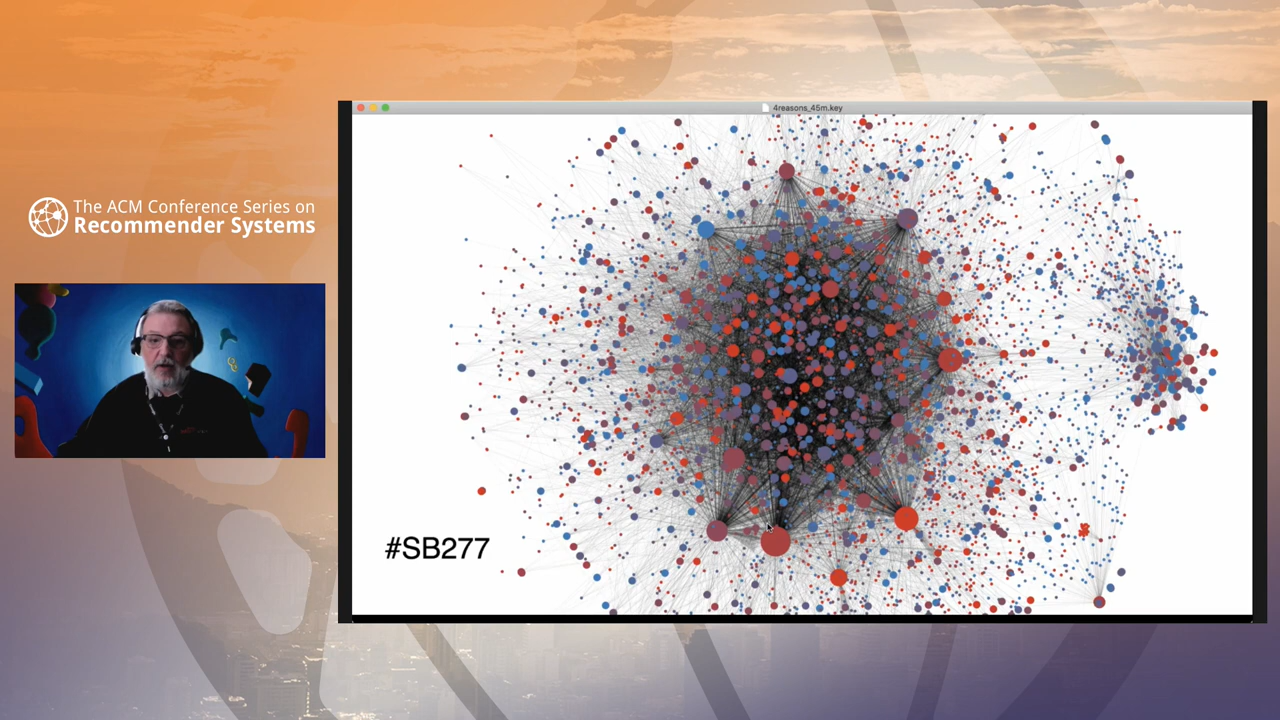 The ACM Conference Series on
Recommender Systems
4reasons_45m.key
#SB277